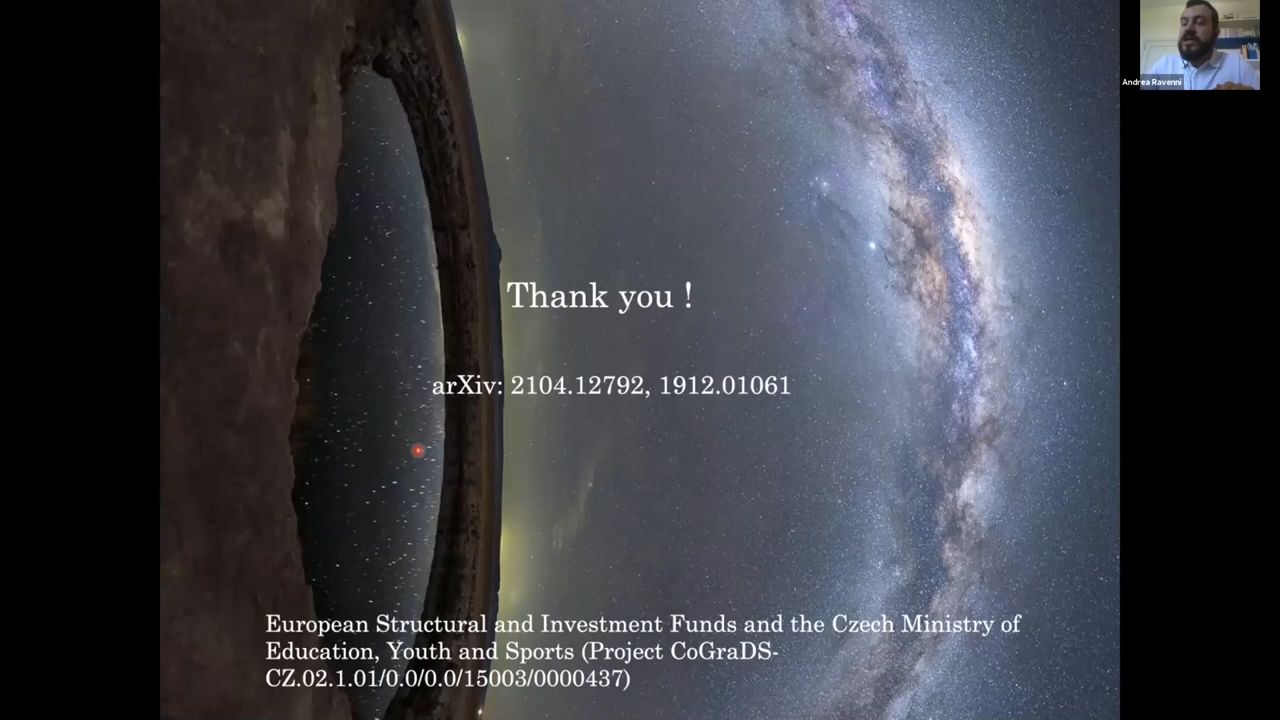 Andrea Ravenni
Thank you !
arXiv: 2104.12792, 1912.01061
European Structural and Investment Funds and the Czech Ministry of
Education, Youth and Sports (Project CoGraDS-
CZ.02.1.01/0.0/0.0/15003/0000437)